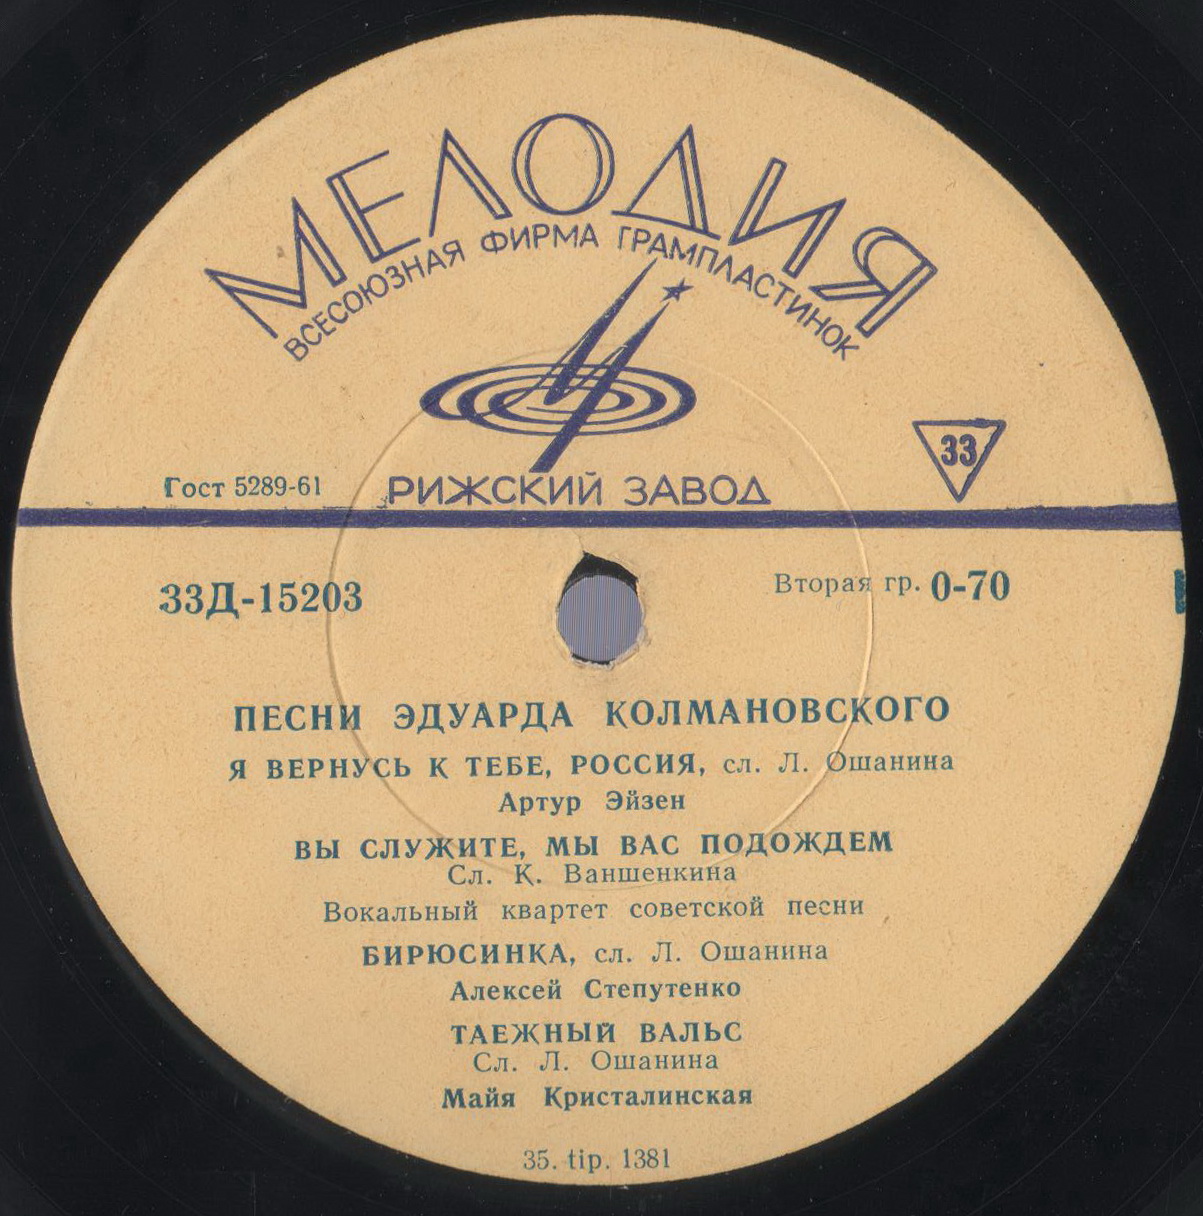 МЕЛОДИЯ
ВСЕСОЮЗНАЯ ФИРМА ГРАМПЛАСТИНОК
33
Гост 5289-61
РИЖСКИЙ ЗАВОД
33Д-15203
Вторая гр. 0-70
ПЕСНИ ЭДУАРДА КОЛМАНОВСКОГО
Я ВЕРНУСЬ К ТЕБЕ, РОССИЯ, сл. Л. Ошанина
Артур Эйзен
ВЫ СЛУЖИТЕ, МЫ ВАС ПОДОЖДЕМ
Сл. К. Ваншенкина
Вокальный квартет советской песни
БИРЮСИНКА, сл. Л. Ошанина
Алексей Степутенко
ТАЕЖНЫЙ ВАЛЬС
Сл. Л. Ошанина
Майя Кристалинская
35. tip. 1381